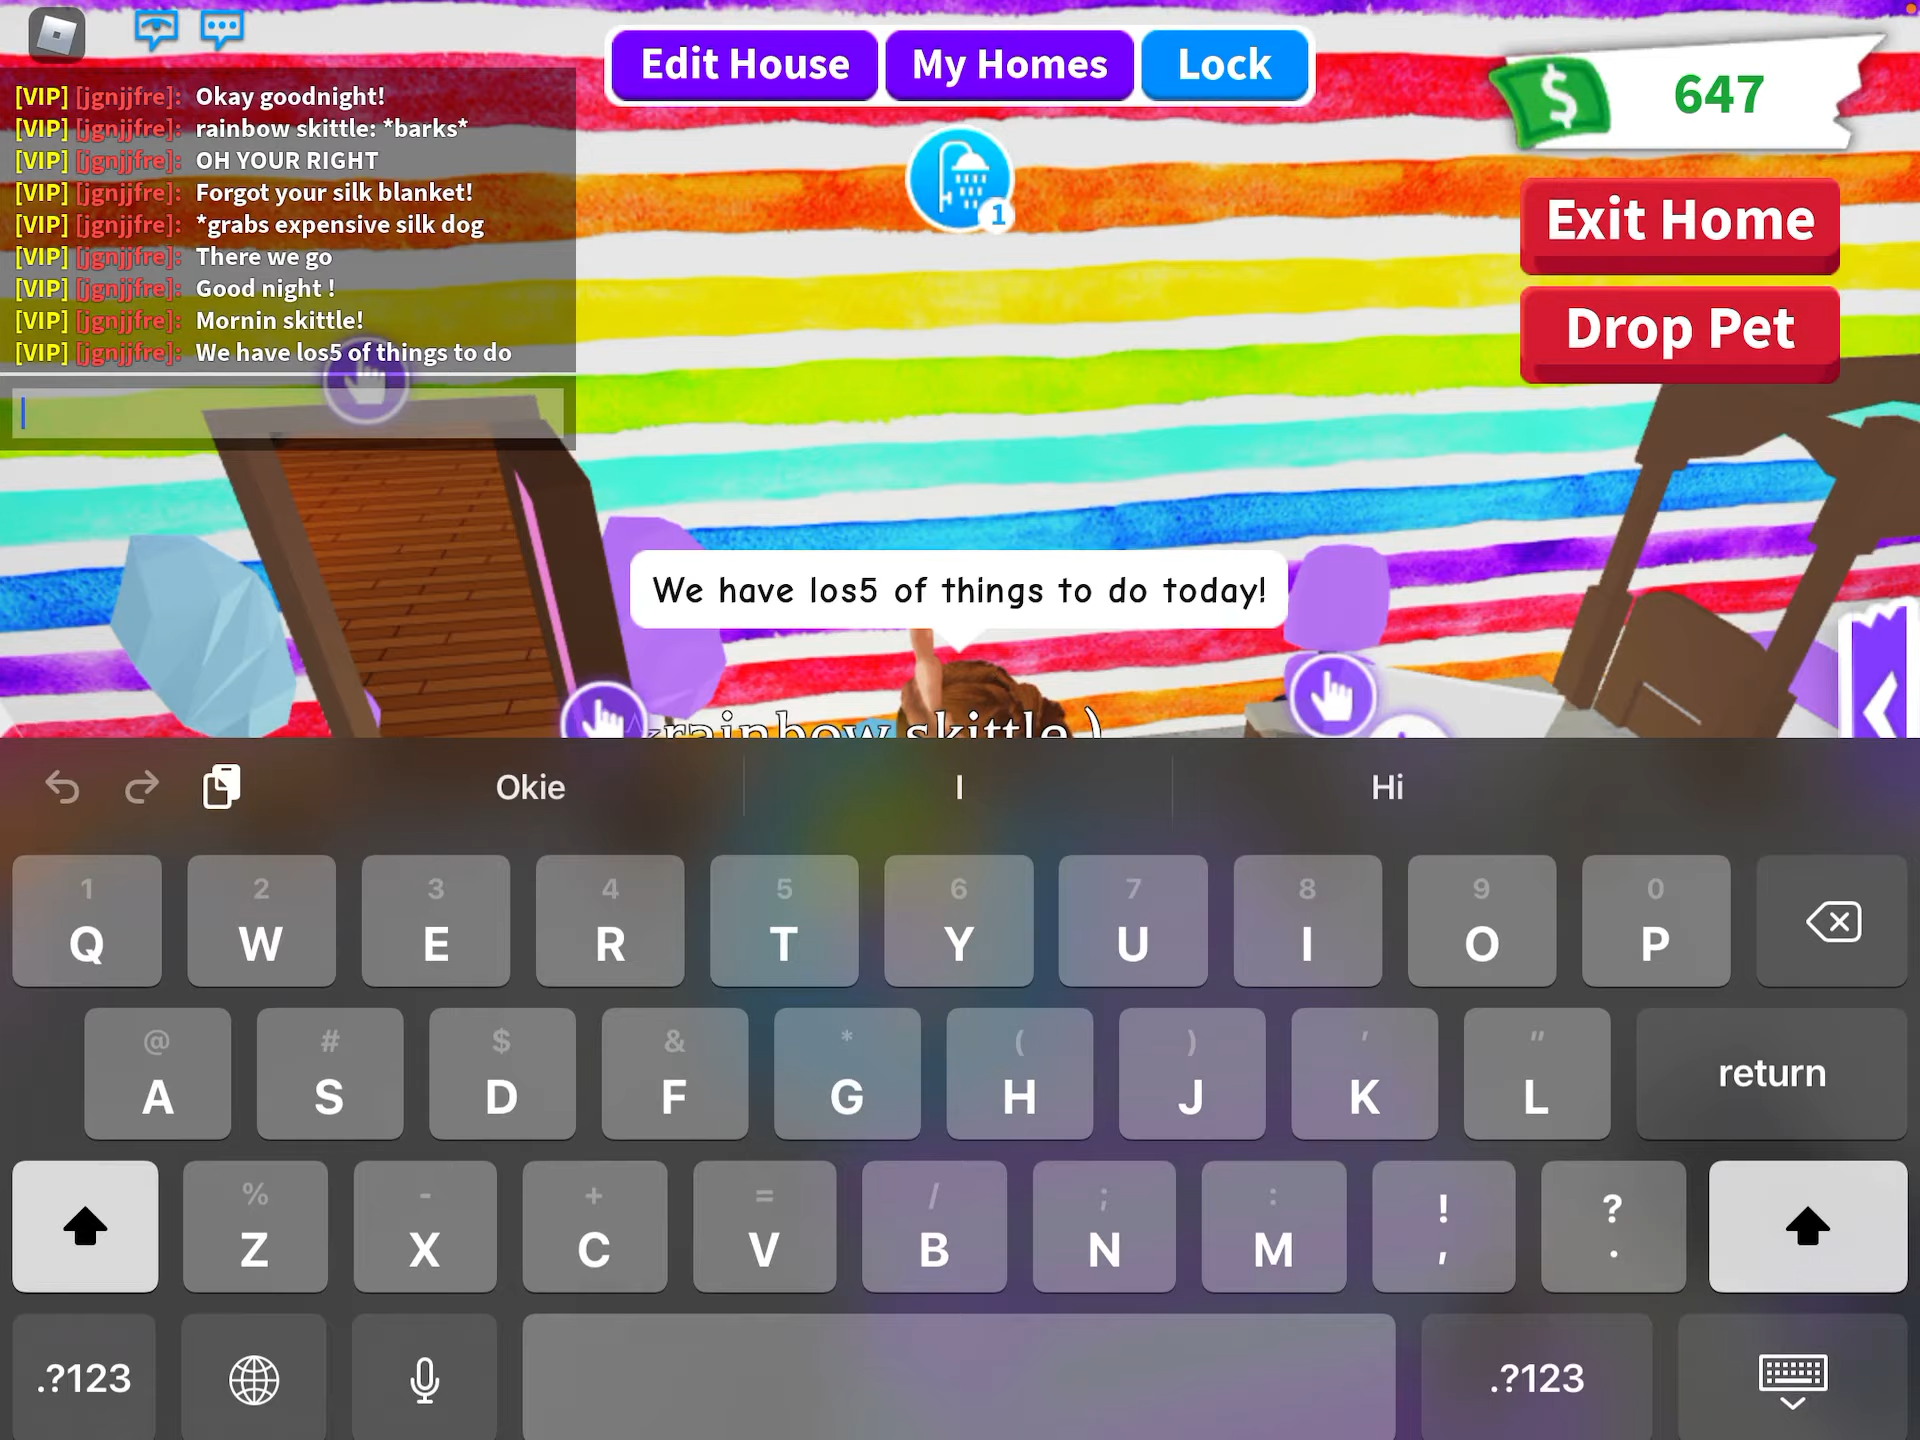 Edit House
My Homes
Lock
647
[VIP] [jgnjjfre]: Okay goodnight!
[VIP] [jgnjjfre]: rainbow skittle: *barks*
[VIP] [jgnjjfre]: OH YOUR RIGHT
[VIP] [jgnjjfre]: Forgot your silk blanket!
[VIP] [jgnjjfre]: *grabs expensive silk dog
[VIP] [jgnjjfre]: There we go
[VIP] [jgnjjfre]: Good night !
[VIP] [jgnjjfre]: Mornin skittle!
[VIP] [jgnjjfre]: We have los5 of things to do
1
Exit Home
Drop Pet
We have los5 of things to do today!
rainbow skittle )
Okie
I
Hi
1 2 3 4 5 6 7 8 9 0
Q W E R T Y U I O P
@ # $ & * ( ) ' "
A S D F G H J K L return
% - + = / ; : ! ?
Z X C V B N M , .
.?123 .?123